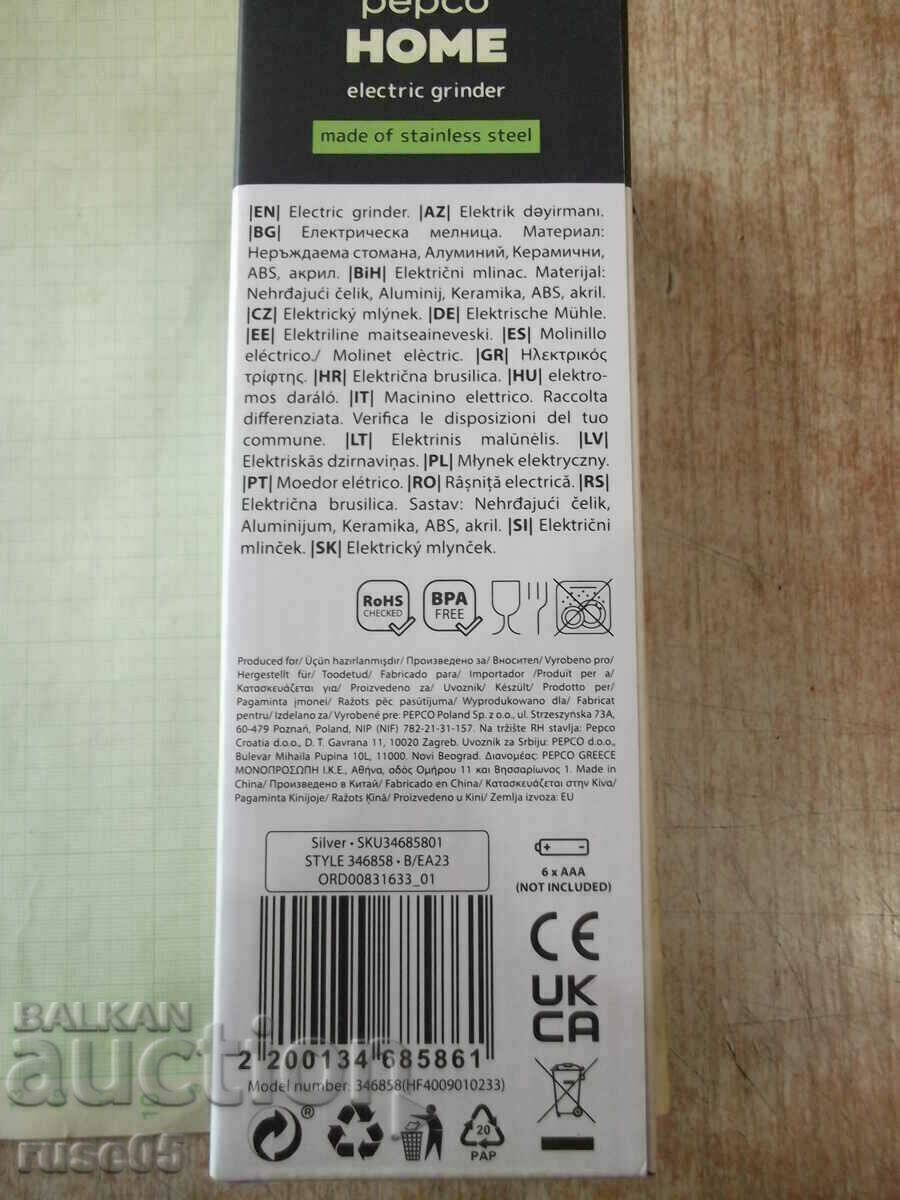 pepco
HOME
electric grinder
made of stainless steel
|EN| Electric grinder. |AZ| Elektrik dəyirmanı.
|BG| Електрическа мелница. Материал:
Неръждаема стомана, Алуминий, Керамични,
ABS, акрил. |BiH| Električni mlinac. Materijal:
Nehrđajući čelik, Aluminij, Keramika, ABS, akril.
|CZ| Elektrický mlýnek. |DE| Elektrische Mühle.
|EE| Elektriline maitseaineveski. |ES| Molinillo
eléctrico./ Molinet elèctric. |GR| Ηλεκτρικός
τρίφτης. |HR| Električna brusilica. |HU| elektro-
mos daráló. |IT| Macinino elettrico. Raccolta
differenziata. Verifica le disposizioni del tuo
commune. |LT| Elektrinis malūnėlis. |LV|
Elektriskās dzirnaviņas. |PL| Młynek elektryczny.
|PT| Moedor elétrico. |RO| Râșniță electrică. |RS|
Električna brusilica. Sastav: Nehrđajući čelik,
Aluminijum, Keramika, ABS, akril. |SI| Električni
mlinček. |SK| Elektrický mlynček.
RoHS
CHECKED
BPA
FREE
Produced for/ Üçün hazırlanmışdır/ Произведено за/ Вносител/ Vyrobeno pro/
Hergestellt für/ Toodetud/ Fabricado para/ Importador /Produït per a/
Κατασκευάζεται για/ Proizvedeno za/ Uvoznik/ Készült/ Prodotto per/
Pagaminta įmonei/ Ražots pēc pasūtījuma/ Wyprodukowano dla/ Fabricat
pentru/ Izdelano za/ Vyrobené pre: PEPCO Poland Sp. z o.o., ul. Strzeszyńska 73A,
60-479 Poznań, Poland, NIP (NIF) 782-21-31-157. Na tržište RH stavlja: Pepco
Croatia d.o.o., D. T. Gavrana 11, 10020 Zagreb. Uvoznik za Srbiju: PEPCO d.o.o.,
Bulevar Mihaila Pupina 10L, 11000. Novi Beograd. Διανομέας: PEPCO GREECE
ΜΟΝΟΠΡΟΣΩΠΗ Ι.Κ.Ε., Αθήνα, οδός Ομήρου 11 και Βησσαρίωνος 1. Made in
China/ Произведено в Китай/ Fabricado en China/ Κατασκευάζεται στην Κίνα/
Pagaminta Kinijoje/ Ražots Ķīnā/ Proizvedeno u Kini/ Zemlja izvoza: EU
Silver • SKU34685801
STYLE 346858 • B/EA23
ORD00831633_01
6 x AAA
(NOT INCLUDED)
CE
UK
CA
2 200134 685861
Model number: 346858(HF4009010233)
®
20
PAP
BALKAN
auction
ruse05